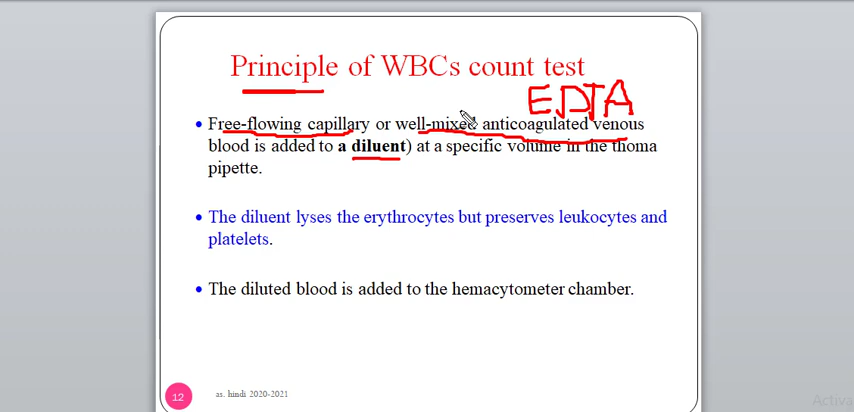 Principle of WBCs count test
EDTA
• Free-flowing capillary or well-mixed anticoagulated venous
blood is added to a diluent) at a specific volume in the thoma
pipette.
• The diluent lyses the erythrocytes but preserves leukocytes and
platelets.
• The diluted blood is added to the hemacytometer chamber.
12
as. hindi 2020-2021
Activa